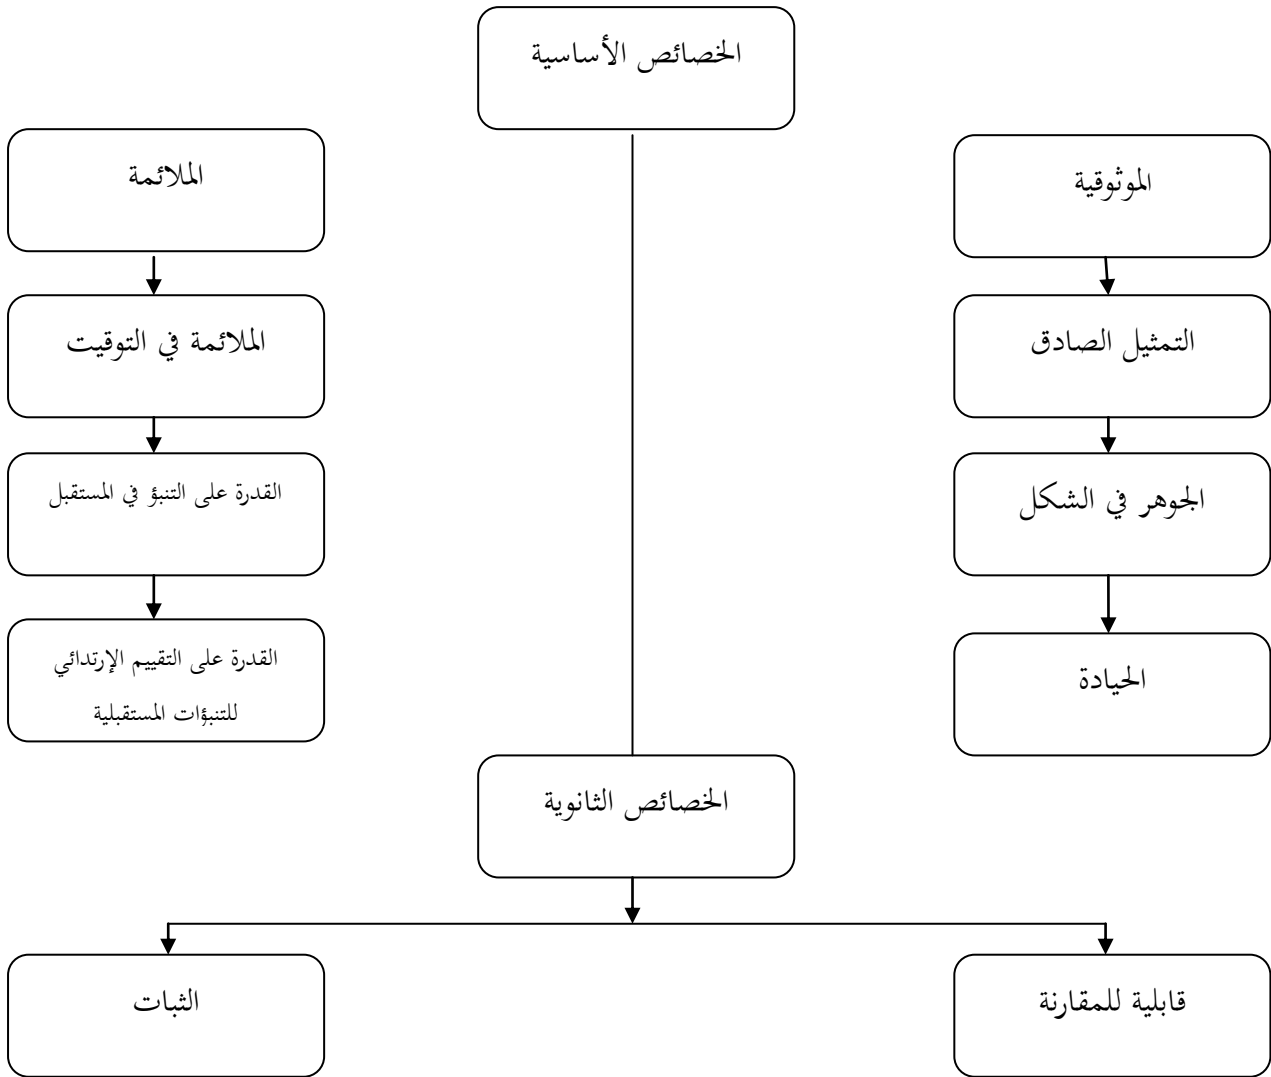 الخصائص الأساسية
الموثوقية
الملائمة
التمثيل الصادق
الملائمة في التوقيت
الجوهر في الشكل
القدرة على التنبؤ في المستقبل
الحيادة
القدرة على التقييم الإرتدائي
للتنبؤات المستقبلية
الخصائص الثانوية
قابلية للمقارنة
الثبات